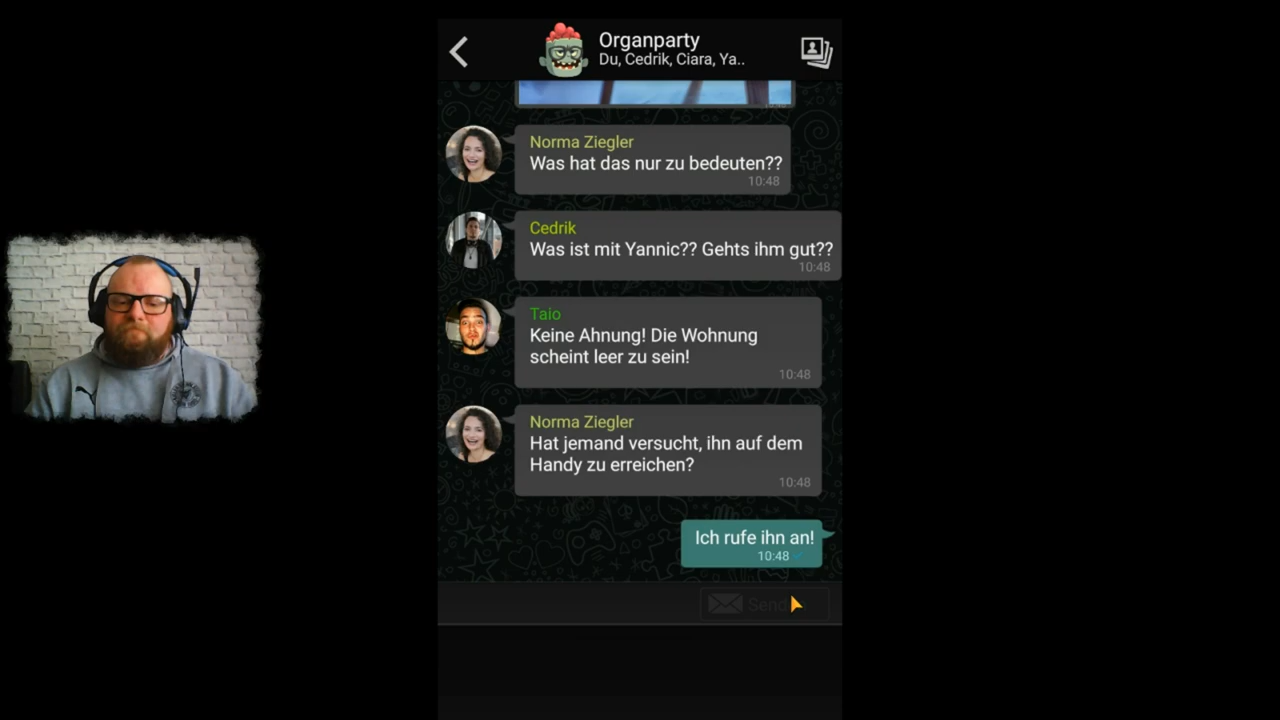 Organparty
Du, Cedrik, Ciara, Ya..
Norma Ziegler
Was hat das nur zu bedeuten??
10:48
Cedrik
Was ist mit Yannic?? Gehts ihm gut??
10:48
Taio
Keine Ahnung! Die Wohnung
scheint leer zu sein!
10:48
Norma Ziegler
Hat jemand versucht, ihn auf dem
Handy zu erreichen?
10:48
Ich rufe ihn an!
10:48